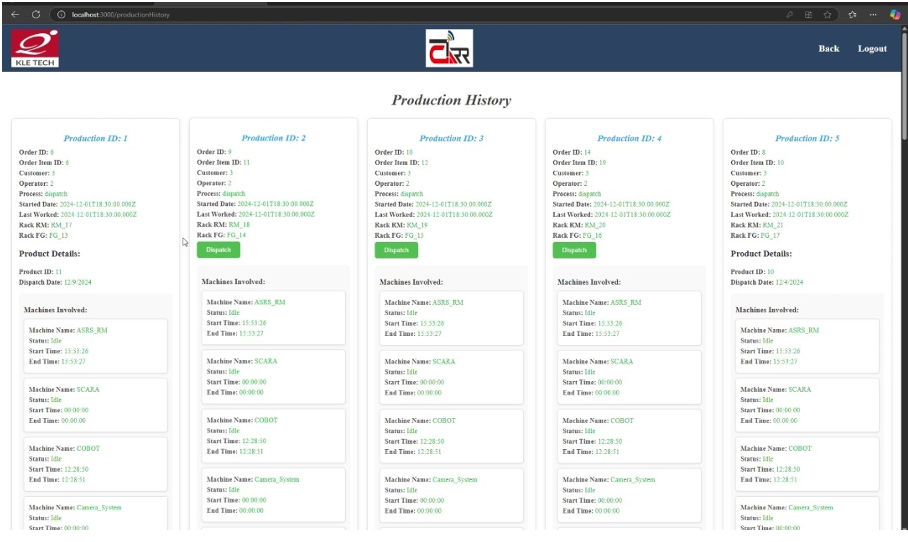 localhost:3000/productionHistory
KLE TECH
Back
Logout
Production History
Production ID: 1
Order ID: 8
Order Item ID: 6
Customer: 3
Operator: 2
Process: dispatch
Started Date: 2024-12-01T18:30:00.000Z
Last Worked: 2024-12-01T18:30:00.000Z
Rack RM: RM_17
Rack FG: FG_13
Product Details:
Product ID: 11
Dispatch Date: 12/9/2024
Machines Involved:
Machine Name: ASRS_RM
Status: Idle
Start Time: 15:53:26
End Time: 15:53:27
Machine Name: SCARA
Status: Idle
Start Time: 00:00:00
End Time: 00:00:00
Machine Name: COBOT
Status: Idle
Start Time: 12:28:50
End Time: 12:28:51
Machine Name: Camera_System
Status: Idle
Start Time: 00:00:00
Production ID: 2
Order ID: 9
Order Item ID: 11
Customer: 3
Operator: 2
Process: dispatch
Started Date: 2024-12-01T18:30:00.000Z
Last Worked: 2024-12-01T18:30:00.000Z
Rack RM: RM_18
Rack FG: FG_14
Dispatch
Machines Involved:
Machine Name: ASRS_RM
Status: Idle
Start Time: 15:53:26
End Time: 15:53:27
Machine Name: SCARA
Status: Idle
Start Time: 00:00:00
End Time: 00:00:00
Machine Name: COBOT
Status: Idle
Start Time: 12:28:50
End Time: 12:28:51
Machine Name: Camera_System
Status: Idle
Start Time: 00:00:00
End Time: 00:00:00
Production ID: 3
Order ID: 10
Order Item ID: 12
Customer: 3
Operator: 2
Process: dispatch
Started Date: 2024-12-01T18:30:00.000Z
Last Worked: 2024-12-01T18:30:00.000Z
Rack RM: RM_19
Rack FG: FG_15
Dispatch
Machines Involved:
Machine Name: ASRS_RM
Status: Idle
Start Time: 15:53:26
End Time: 15:53:27
Machine Name: SCARA
Status: Idle
Start Time: 00:00:00
End Time: 00:00:00
Machine Name: COBOT
Status: Idle
Start Time: 12:28:50
End Time: 12:28:51
Machine Name: Camera_System
Status: Idle
Start Time: 00:00:00
End Time: 00:00:00
Production ID: 4
Order ID: 14
Order Item ID: 19
Customer: 3
Operator: 2
Process: dispatch
Started Date: 2024-12-01T18:30:00.000Z
Last Worked: 2024-12-01T18:30:00.000Z
Rack RM: RM_20
Rack FG: FG_16
Dispatch
Machines Involved:
Machine Name: ASRS_RM
Status: Idle
Start Time: 15:53:26
End Time: 15:53:27
Machine Name: SCARA
Status: Idle
Start Time: 00:00:00
End Time: 00:00:00
Machine Name: COBOT
Status: Idle
Start Time: 12:28:50
End Time: 12:28:51
Machine Name: Camera_System
Status: Idle
Start Time: 00:00:00
End Time: 00:00:00
Production ID: 5
Order ID: 8
Order Item ID: 10
Customer: 3
Operator: 2
Process: dispatch
Started Date: 2024-12-01T18:30:00.000Z
Last Worked: 2024-12-01T18:30:00.000Z
Rack RM: RM_21
Rack FG: FG_17
Product Details:
Product ID: 10
Dispatch Date: 12/4/2024
Machines Involved:
Machine Name: ASRS_RM
Status: Idle
Start Time: 15:53:26
End Time: 15:53:27
Machine Name: SCARA
Status: Idle
Start Time: 00:00:00
End Time: 00:00:00
Machine Name: COBOT
Status: Idle
Start Time: 12:28:50
End Time: 12:28:51
Machine Name: Camera_System
Status: Idle
Start Time: 00:00:00